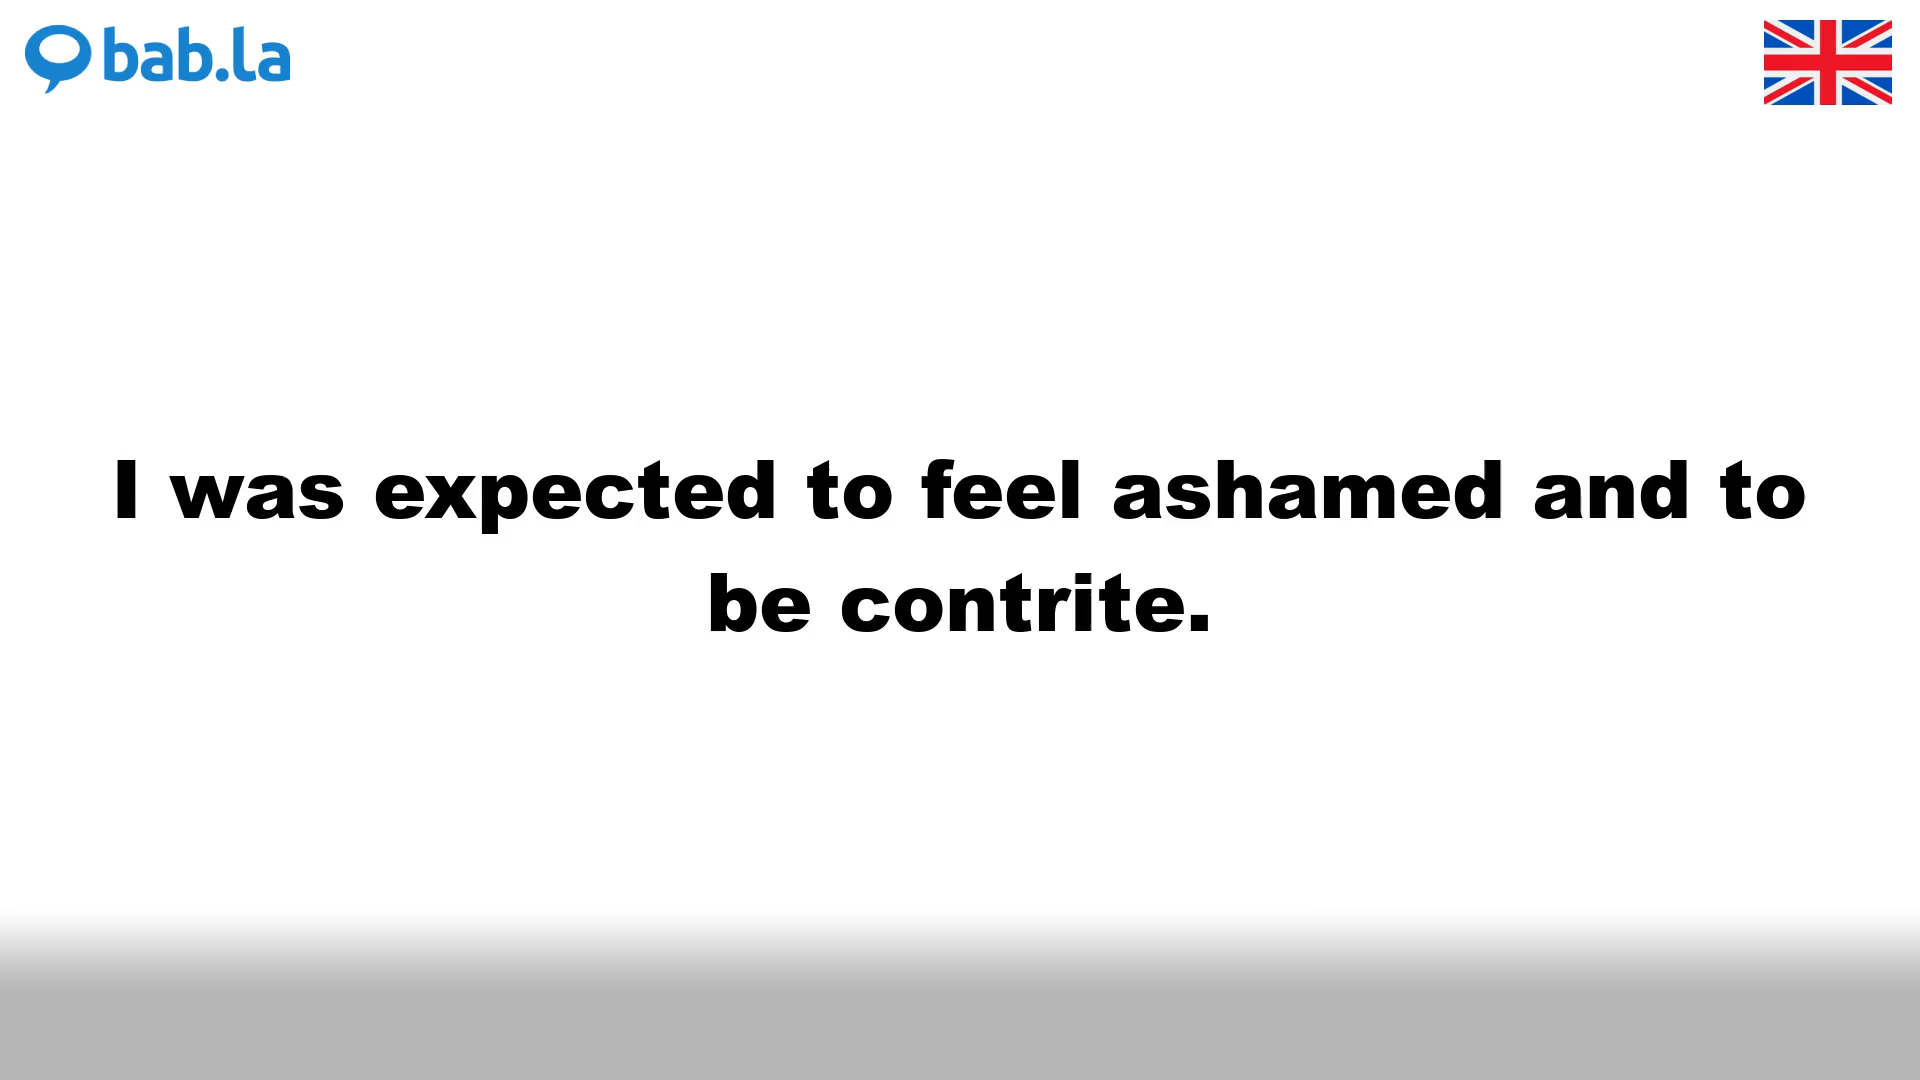 bab.la
I was expected to feel ashamed and to
be contrite.